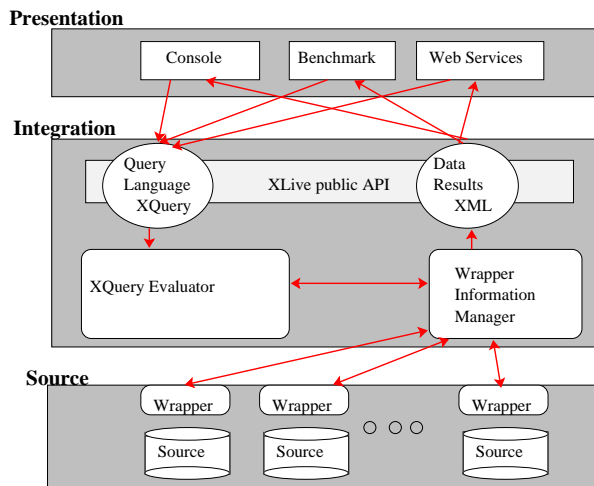 Presentation
Console
Benchmark
Web Services
Integration
Query
Language
XQuery
XLive public API
Data
Results
XML
XQuery Evaluator
Wrapper
Information
Manager
Source
Wrapper
Wrapper
Wrapper
Source
Source
Source